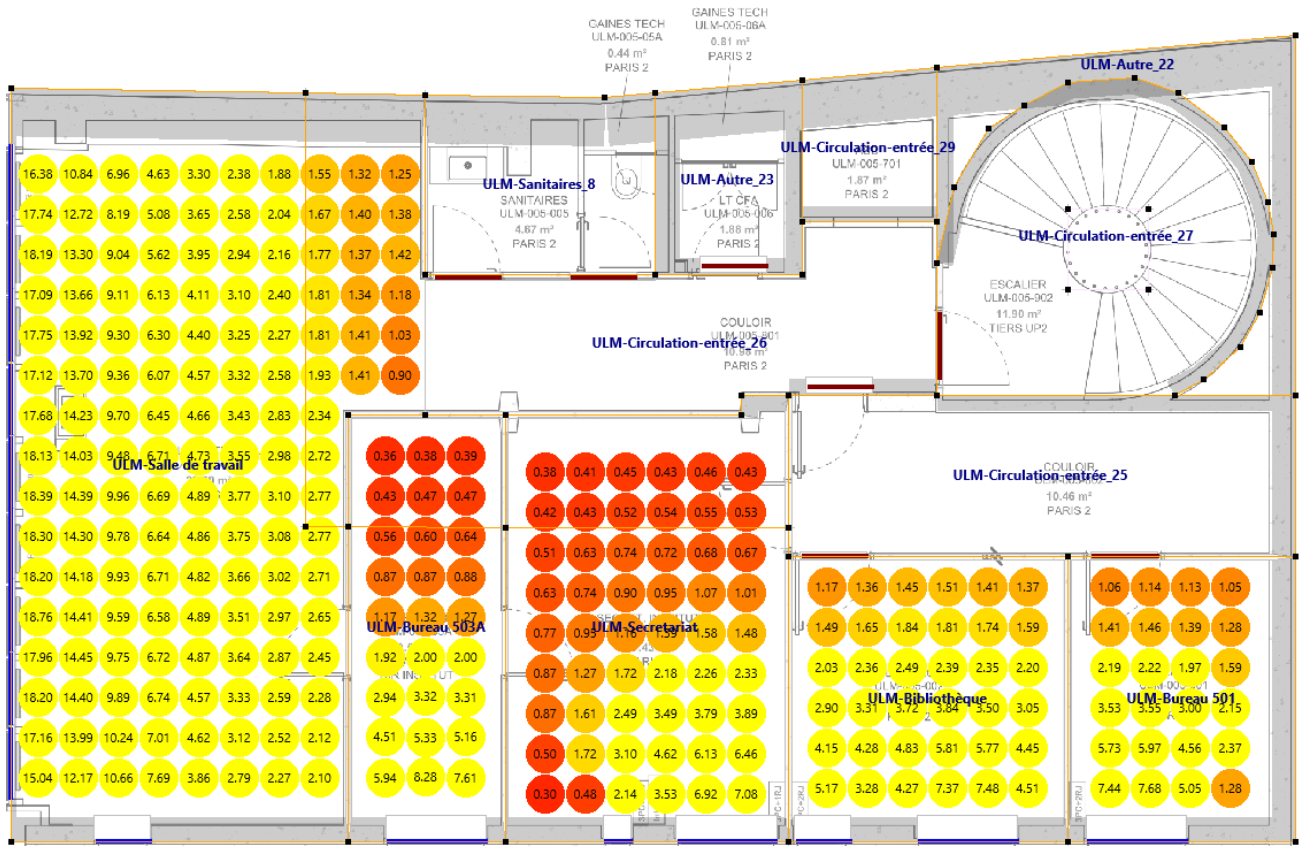 GAINES TECH
ULM-005-05A
0.44 m²
PARIS 2
GAINES TECH
ULM-005-06A
0.81 m²
PARIS 2
ULM-Autre_22
ULM-Circulation-entrée_29
ULM-005-701
1.87 m²
PARIS 2
ULM-Sanitaires_8
SANITAIRES
ULM-005-005
4.87 m²
PARIS 2
ULM-Autre_23
LT CFA
ULM-005-006
1.88 m²
PARIS 2
ULM-Circulation-entrée_27
ESCALIER
ULM-005-902
11.90 m²
TIERS UP2
COULOIR
ULM-Circulation-entrée_26
10.98 m²
PARIS 2
ULM-Circulation-entrée_25
COULOIR
10.46 m²
PARIS 2
16.38 10.84 6.96 4.63 3.30 2.38 1.88 1.55 1.32 1.25
17.74 12.72 8.19 5.08 3.65 2.58 2.04 1.67 1.40 1.38
18.19 13.30 9.04 5.62 3.95 2.94 2.16 1.77 1.37 1.42
17.09 13.66 9.11 6.13 4.11 3.10 2.40 1.81 1.34 1.18
17.75 13.92 9.30 6.30 4.40 3.25 2.27 1.81 1.41 1.03
17.12 13.70 9.36 6.07 4.57 3.32 2.58 1.93 1.41 0.90
17.68 14.23 9.70 6.45 4.66 3.43 2.83 2.34
18.13 14.03 9.48 6.71 4.73 3.55 2.98 2.72
ULM-Salle de travail
18.39 14.39 9.96 6.69 4.89 3.77 3.10 2.77
18.30 14.30 9.78 6.64 4.86 3.75 3.08 2.77
18.20 14.18 9.93 6.71 4.82 3.66 3.02 2.71
18.76 14.41 9.59 6.58 4.89 3.51 2.97 2.65
17.96 14.45 9.75 6.72 4.87 3.64 2.87 2.45
18.20 14.40 9.89 6.74 4.57 3.33 2.59 2.28
17.16 13.99 10.24 7.01 4.62 3.12 2.52 2.12
15.04 12.17 10.66 7.69 3.86 2.79 2.27 2.10
0.36 0.38 0.39
0.43 0.47 0.47
0.56 0.60 0.64
0.87 0.87 0.88
1.17 1.32 1.27
ULM-Bureau 503A
1.92 2.00 2.00
2.94 3.32 3.31
4.51 5.33 5.16
5.94 8.28 7.61
0.38 0.41 0.45 0.43 0.46 0.43
0.42 0.43 0.52 0.54 0.55 0.53
0.51 0.63 0.74 0.72 0.68 0.67
0.63 0.74 0.90 0.95 1.07 1.01
0.77 0.95 1.16 1.39 1.58 1.48
ULM-Secretariat
0.87 1.27 1.72 2.18 2.26 2.33
0.87 1.61 2.49 3.49 3.79 3.89
0.50 1.72 3.10 4.62 6.13 6.46
0.30 0.48 2.14 3.53 6.92 7.08
1.17 1.36 1.45 1.51 1.41 1.37
1.49 1.65 1.84 1.81 1.74 1.59
2.03 2.36 2.49 2.39 2.35 2.20
ULM-Bibliothèque
2.90 3.31 3.72 3.84 3.50 3.05
4.15 4.28 4.83 5.81 5.77 4.45
5.17 3.28 4.27 7.37 7.48 4.51
1.06 1.14 1.13 1.05
1.41 1.46 1.39 1.28
2.19 2.22 1.97 1.59
ULM-Bureau 501
3.53 3.55 3.00 2.15
5.73 5.97 4.56 2.37
7.44 7.68 5.05 1.28